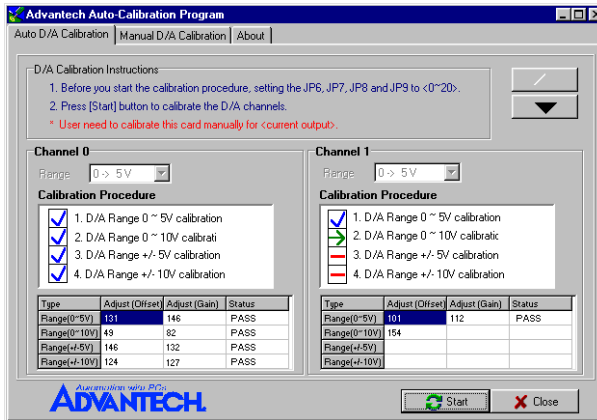 Advantech Auto-Calibration Program
Auto D/A Calibration Manual D/A Calibration About
D/A Calibration Instructions
1. Before you start the calibration procedure, setting the JP6, JP7, JP8 and JP9 to <0~20>.
2. Press [Start] button to calibrate the D/A channels.
* User need to calibrate this card manually for <current output>.
Channel 0
Range 0 -> 5 V
Calibration Procedure
1. D/A Range 0 ~ 5V calibration
2. D/A Range 0 ~ 10V calibrati
3. D/A Range +/- 5V calibration
4. D/A Range +/- 10V calibration
Type Adjust (Offset) Adjust (Gain) Status
Range(0~5V) 131 146 PASS
Range(0~10V) 49 82 PASS
Range(+/-5V) 146 132 PASS
Range(+/-10V) 124 127 PASS
Channel 1
Range 0 -> 5 V
Calibration Procedure
1. D/A Range 0 ~ 5V calibration
2. D/A Range 0 ~ 10V calibratic
3. D/A Range +/- 5V calibration
4. D/A Range +/- 10V calibration
Type Adjust (Offset) Adjust (Gain) Status
Range(0~5V) 101 112 PASS
Range(0~10V) 154
Range(+/-5V)
Range(+/-10V)
Automation with PCs
ADVANTECH.
Start Close